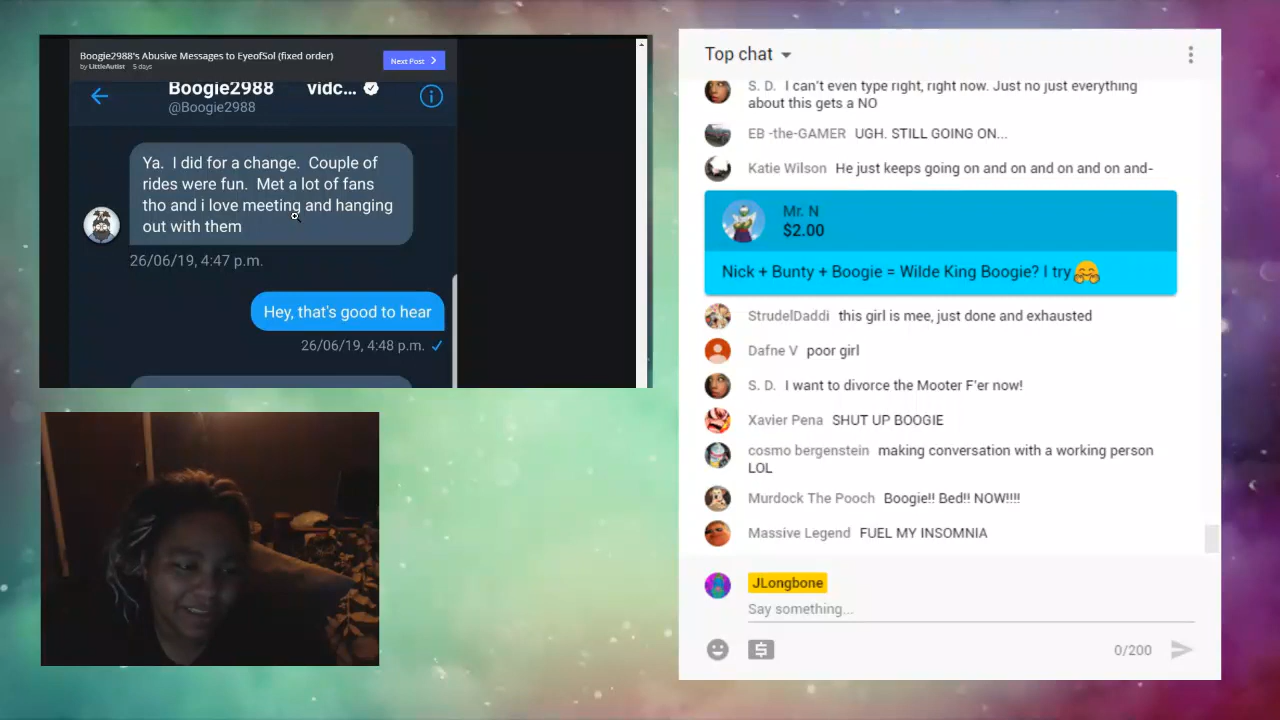 Boogie2988's Abusive Messages to EyeofSol (fixed order)
by LittleAutist 5 days
Next Post
Boogie2988 vidc...
@Boogie2988
Ya. I did for a change. Couple of
rides were fun. Met a lot of fans
tho and i love meeting and hanging
out with them
26/06/19, 4:47 p.m.
Hey, that's good to hear
26/06/19, 4:48 p.m.
Top chat
S. D. I can't even type right, right now. Just no just everything
about this gets a NO
EB -the-GAMER UGH. STILL GOING ON...
Katie Wilson He just keeps going on and on and on and on and-
Mr. N
$2.00
Nick + Bunty + Boogie = Wilde King Boogie? I try
StrudelDaddi this girl is mee, just done and exhausted
Dafne V poor girl
S. D. I want to divorce the Mooter F'er now!
Xavier Pena SHUT UP BOOGIE
cosmo bergenstein making conversation with a working person
LOL
Murdock The Pooch Boogie!! Bed!! NOW!!!!
Massive Legend FUEL MY INSOMNIA
JLongbone
Say something...
0/200